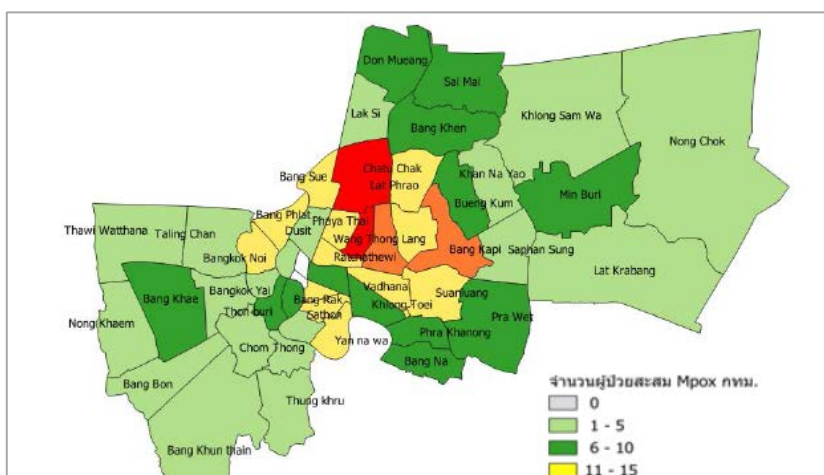 Don Mueang
Sai Mai
Lak Si
Bang Khen
Khlong Sam Wa
Nong Chok
Bang Sue
Chatu Chak
Lat Phrao
Khan Na Yao
Bueng Kum
Min Buri
Bang Phlat
Phaya Thai
Dusit
Thawi Watthana
Taling Chan
Wang Thong Lang
Bang Kapi
Saphan Sung
Bangkok Noi
Ratchathewi
Lat Krabang
Bang Khae
Bangkok Yai
Vadhana
Suanluang
Bang Rak
Khlong Toei
Thon buri
Sathon
Pra Wet
Nong Khaem
Yan na wa
Phra Khanong
Chom Thong
Bang Na
Bang Bon
Thung khru
Bang Khun thain
จำนวนผู้ป่วยสะสม Mpox กทม.
0
1 - 5
6 - 10
11 - 15